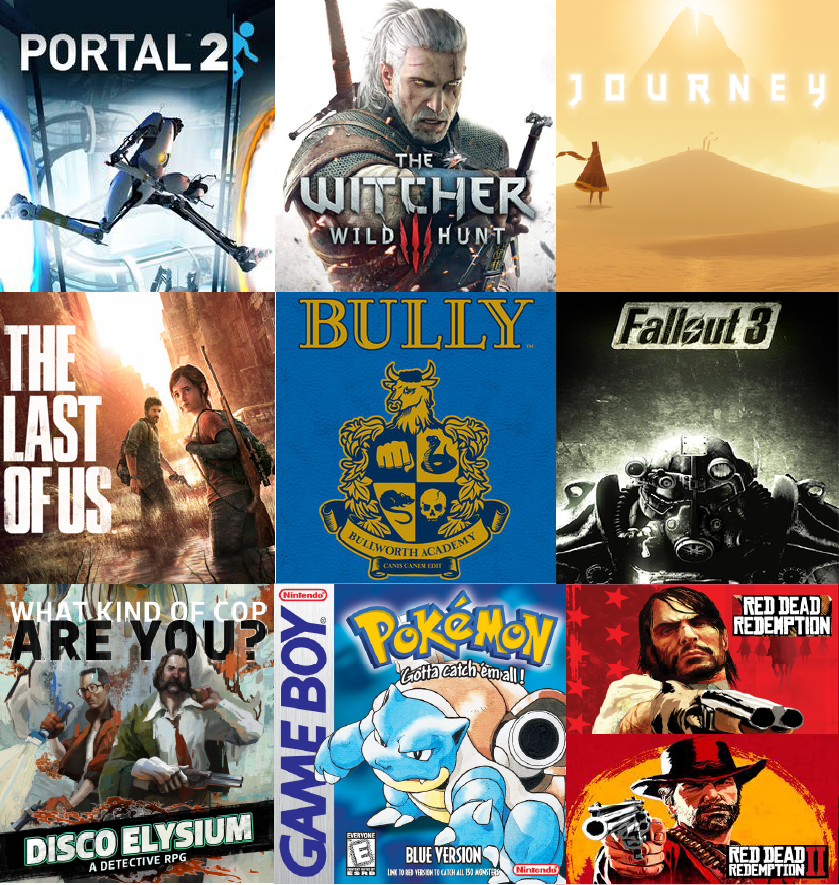 PORTAL 2
THE
WITCHER
WILD III HUNT
JOURNEY
THE
LAST
OF US
BULLY
TM
BULLWORTH ACADEMY
CANIS CANEM EDIT
Fallout 3
WHAT KIND OF COP
ARE YOU?
DISCO ELYSIUM
A DETECTIVE RPG
Nintendo®
GAME BOY®
POKéMON
Gotta catch 'em all!
EVERYONE
E
BLUE VERSION
LINK TO RED VERSION TO CATCH ALL 150 MONSTERS
Nintendo
RED DEAD
REDEMPTION
RED DEAD
REDEMPTION II